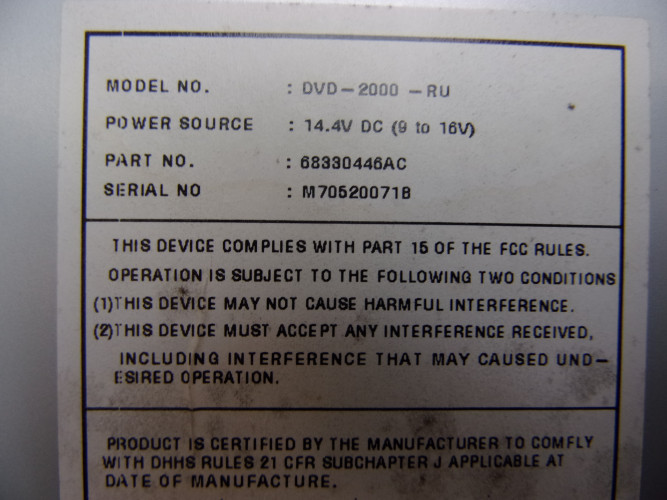 MODEL NO. : DVD-2000 -RU
POWER SOURCE : 14.4V DC (9 to 16V)
PART NO. : 68330446AC
SERIAL NO : M70520071B
THIS DEVICE COMPLIES WITH PART 15 OF THE FCC RULES.
OPERATION IS SUBJECT TO THE FOLLOWING TWO CONDITIONS
(1)THIS DEVICE MAY NOT CAUSE HARMFUL INTERFERENCE.
(2)THIS DEVICE MUST ACCEPT ANY INTERFERENCE RECEIVED,
INCLUDING INTERFERENCE THAT MAY CAUSED UND-
ESIRED OPERATION.
PRODUCT IS CERTIFIED BY THE MANUFACTURER TO COMFLY
WITH DHHS RULES 21 CFR SUBCHAPTER J APPLICABLE AT
DATE OF MANUFACTURE.